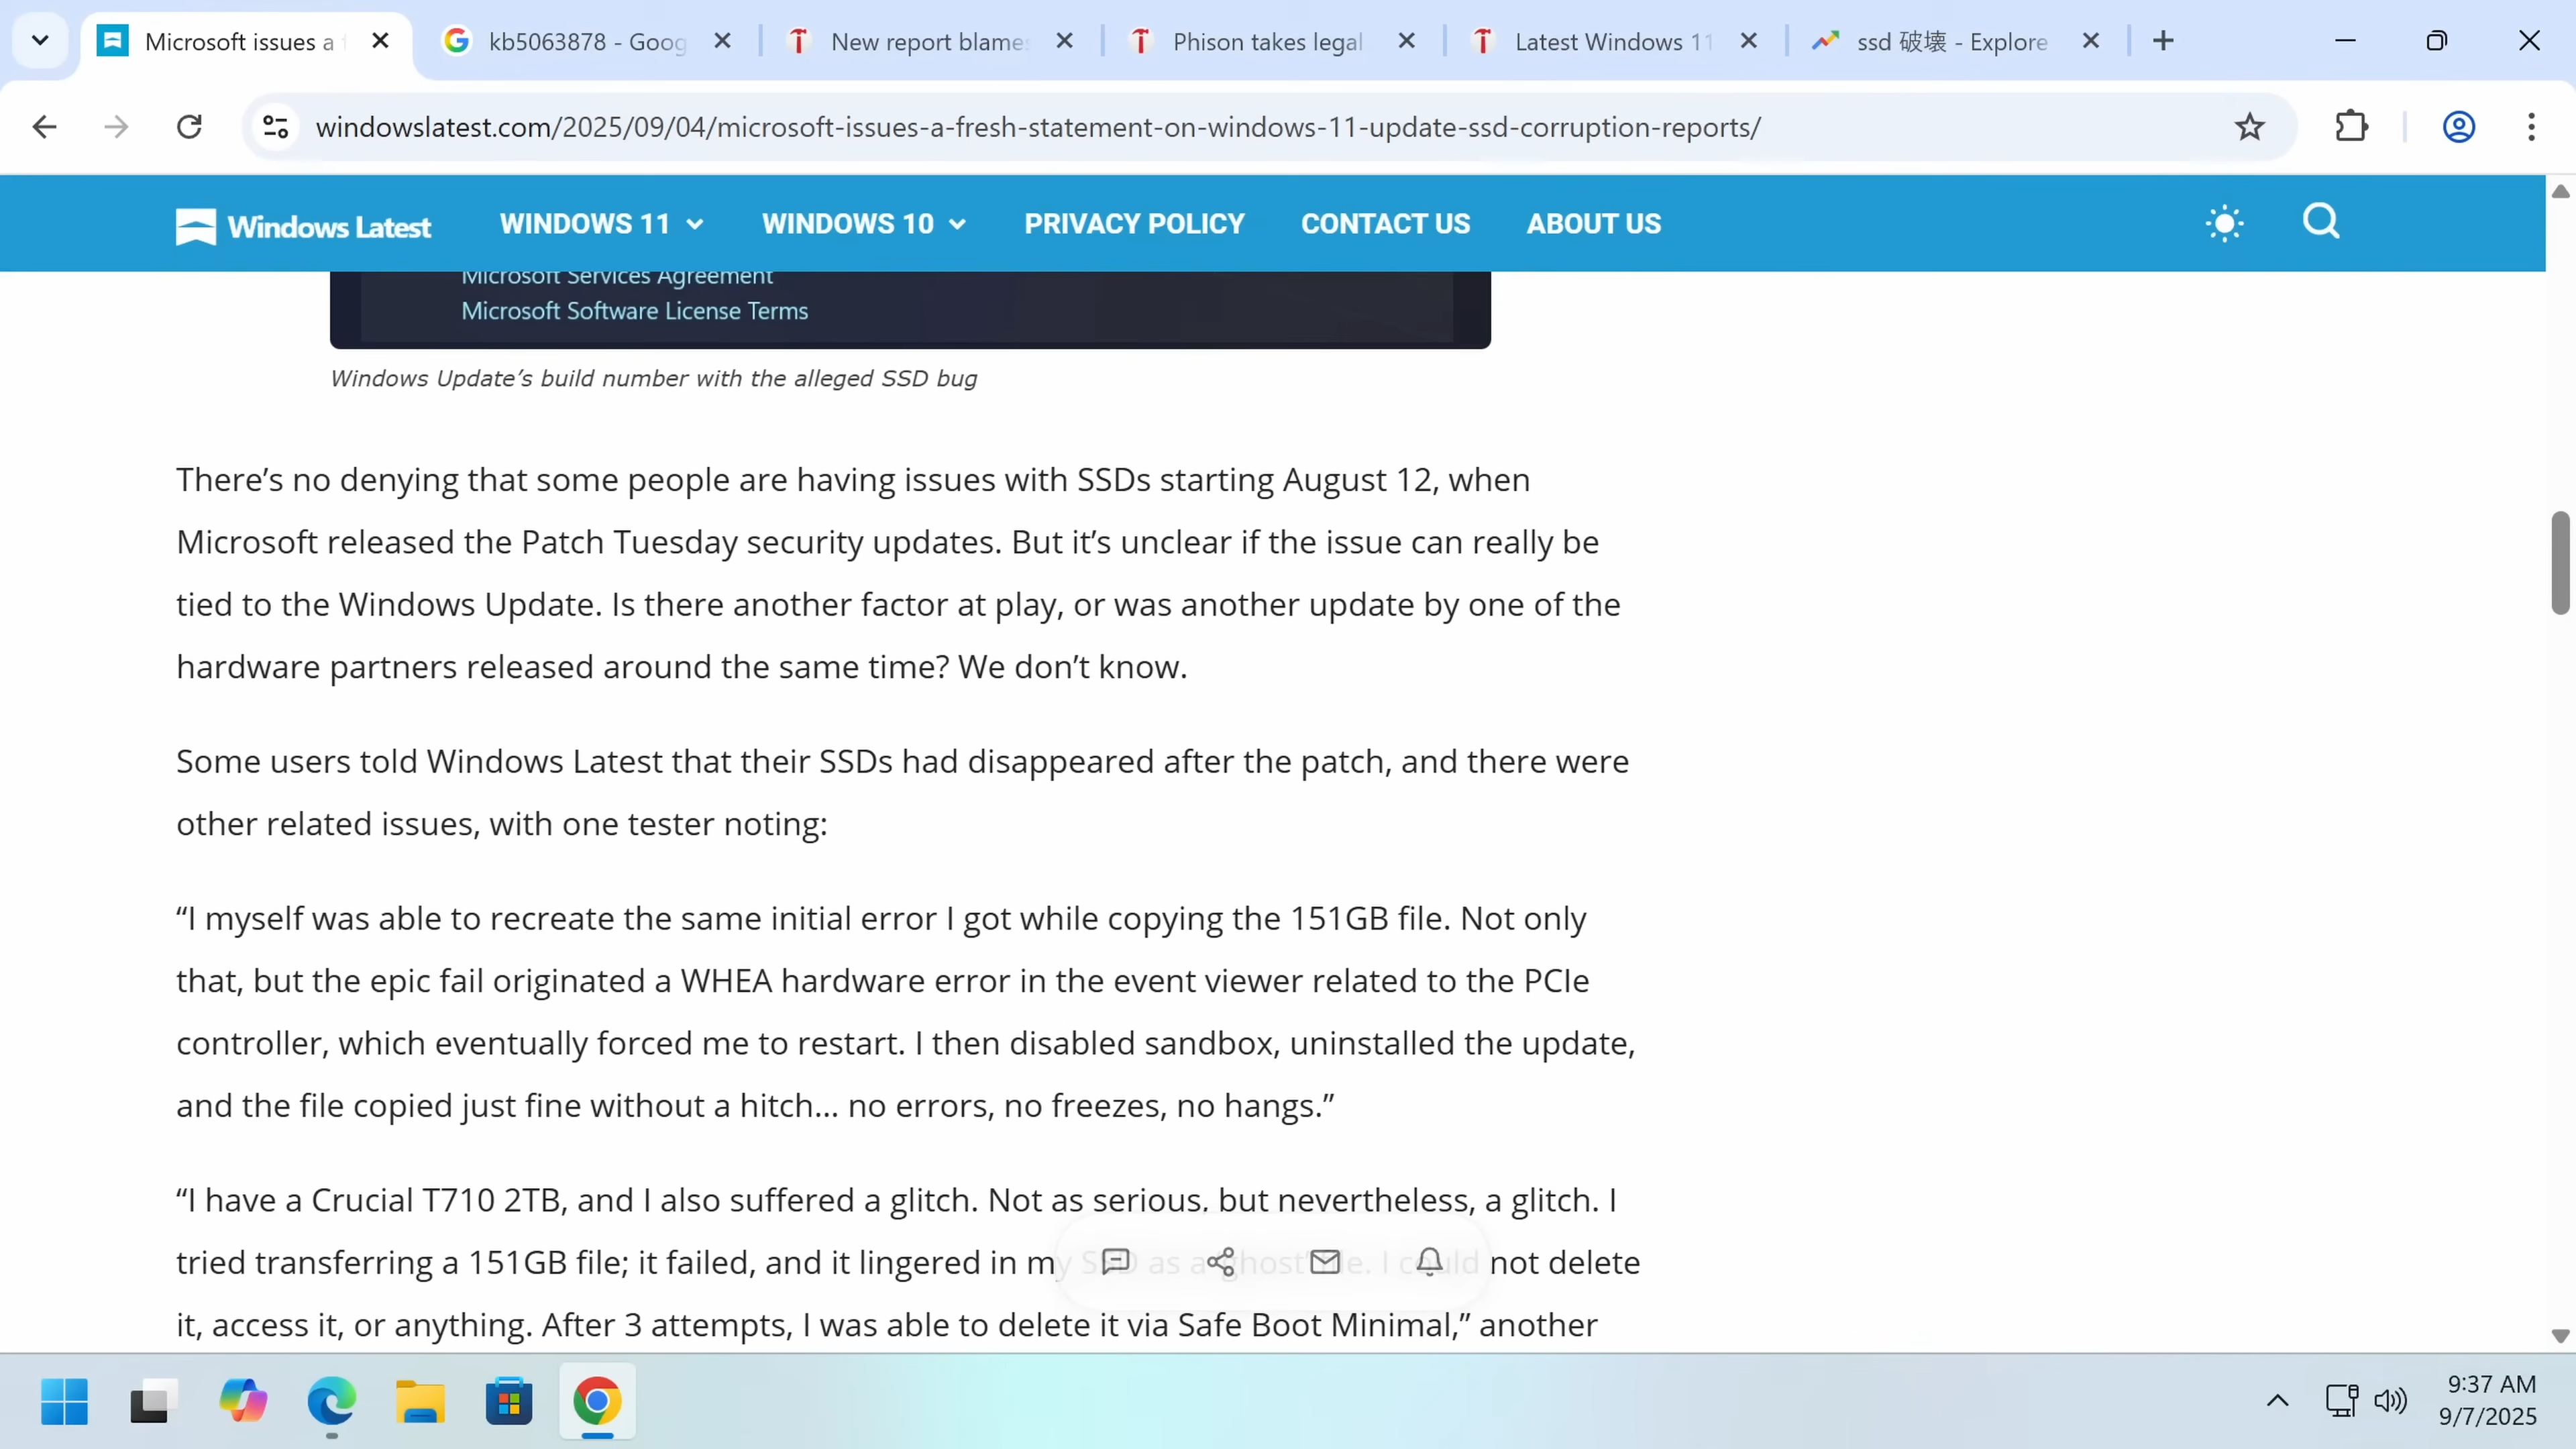 Microsoft issues a f
kb5063878 - Goog
New report blame
Phison takes legal
Latest Windows 11
ssd 破壊 - Explore
windowslatest.com/2025/09/04/microsoft-issues-a-fresh-statement-on-windows-11-update-ssd-corruption-reports/
Windows Latest
WINDOWS 11
WINDOWS 10
PRIVACY POLICY
CONTACT US
ABOUT US
Microsoft Services Agreement
Microsoft Software License Terms
Windows Update’s build number with the alleged SSD bug
There’s no denying that some people are having issues with SSDs starting August 12, when
Microsoft released the Patch Tuesday security updates. But it’s unclear if the issue can really be
tied to the Windows Update. Is there another factor at play, or was another update by one of the
hardware partners released around the same time? We don’t know.
Some users told Windows Latest that their SSDs had disappeared after the patch, and there were
other related issues, with one tester noting:
“I myself was able to recreate the same initial error I got while copying the 151GB file. Not only
that, but the epic fail originated a WHEA hardware error in the event viewer related to the PCIe
controller, which eventually forced me to restart. I then disabled sandbox, uninstalled the update,
and the file copied just fine without a hitch… no errors, no freezes, no hangs.”
“I have a Crucial T710 2TB, and I also suffered a glitch. Not as serious, but nevertheless, a glitch. I
tried transferring a 151GB file; it failed, and it lingered in my SSD as a ghost file. I could not delete
it, access it, or anything. After 3 attempts, I was able to delete it via Safe Boot Minimal,” another
9:37 AM
9/7/2025